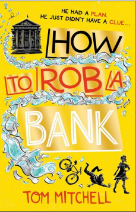 HE HAD A PLAN.
HE JUST DIDN'T HAVE A CLUE...
HOW
TO ROB A
BANK
TOM MITCHELL